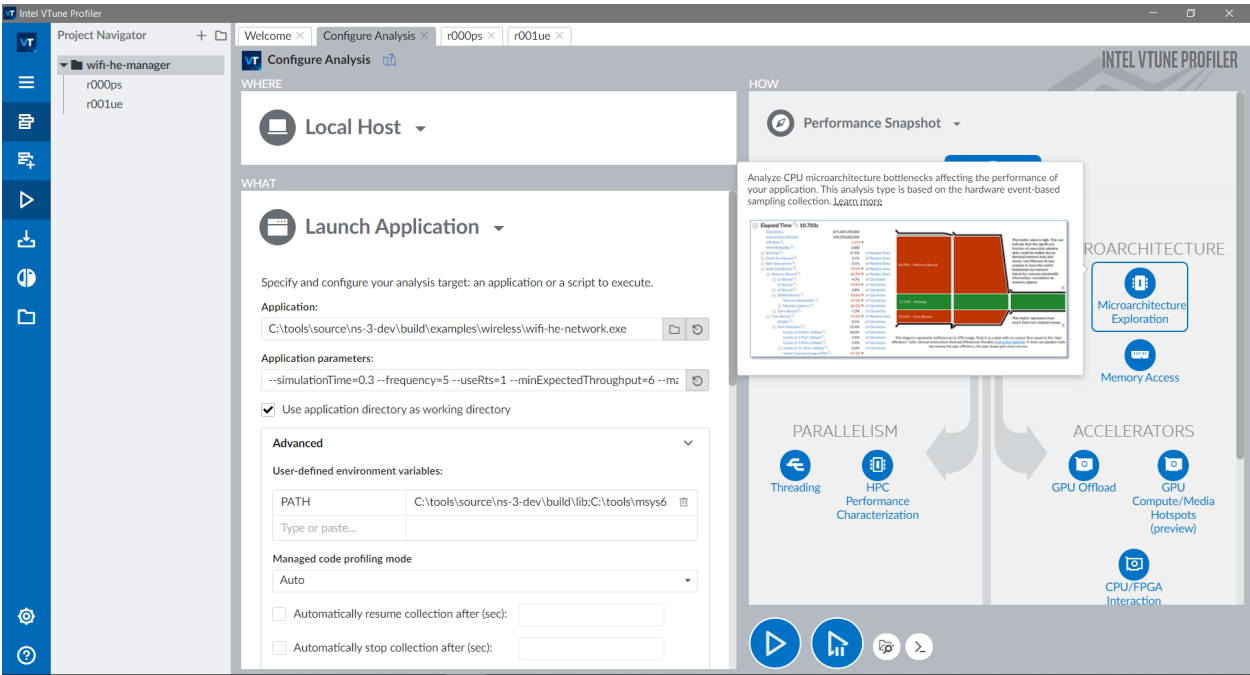 Intel VTune Profiler
Project Navigator
wifi-he-manager
r000ps
r001ue
Welcome
Configure Analysis
r000ps
r001ue
Configure Analysis
INTEL VTUNE PROFILER
WHERE
Local Host
WHAT
Launch Application
Specify and configure your analysis target: an application or a script to execute.
Application:
C:\tools\source\ns-3-dev\build\examples\wireless\wifi-he-network.exe
Application parameters:
--simulationTime=0.3 --frequency=5 --useRts=1 --minExpectedThroughput=6 --ma
Use application directory as working directory
Advanced
User-defined environment variables:
PATH C:\tools\source\ns-3-dev\build\lib;C:\tools\msys6
Type or paste...
Managed code profiling mode
Auto
Automatically resume collection after (sec):
Automatically stop collection after (sec):
HOW
Performance Snapshot
Analyze CPU microarchitecture bottlenecks affecting the performance of
your application. This analysis type is based on the hardware event-based
sampling collection. Learn more
Elapsed Time: 10.703s
ROARCHITECTURE
Microarchitecture
Exploration
Memory Access
PARALLELISM
Threading
HPC
Performance
Characterization
ACCELERATORS
GPU Offload
GPU
Compute/Media
Hotspots
(preview)
CPU/FPGA
Interaction